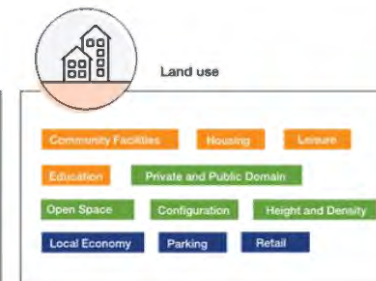 Land use
Community Facilities Housing Leisure
Education Private and Public Domain
Open Space Configuration Height and Density
Local Economy Parking Retail